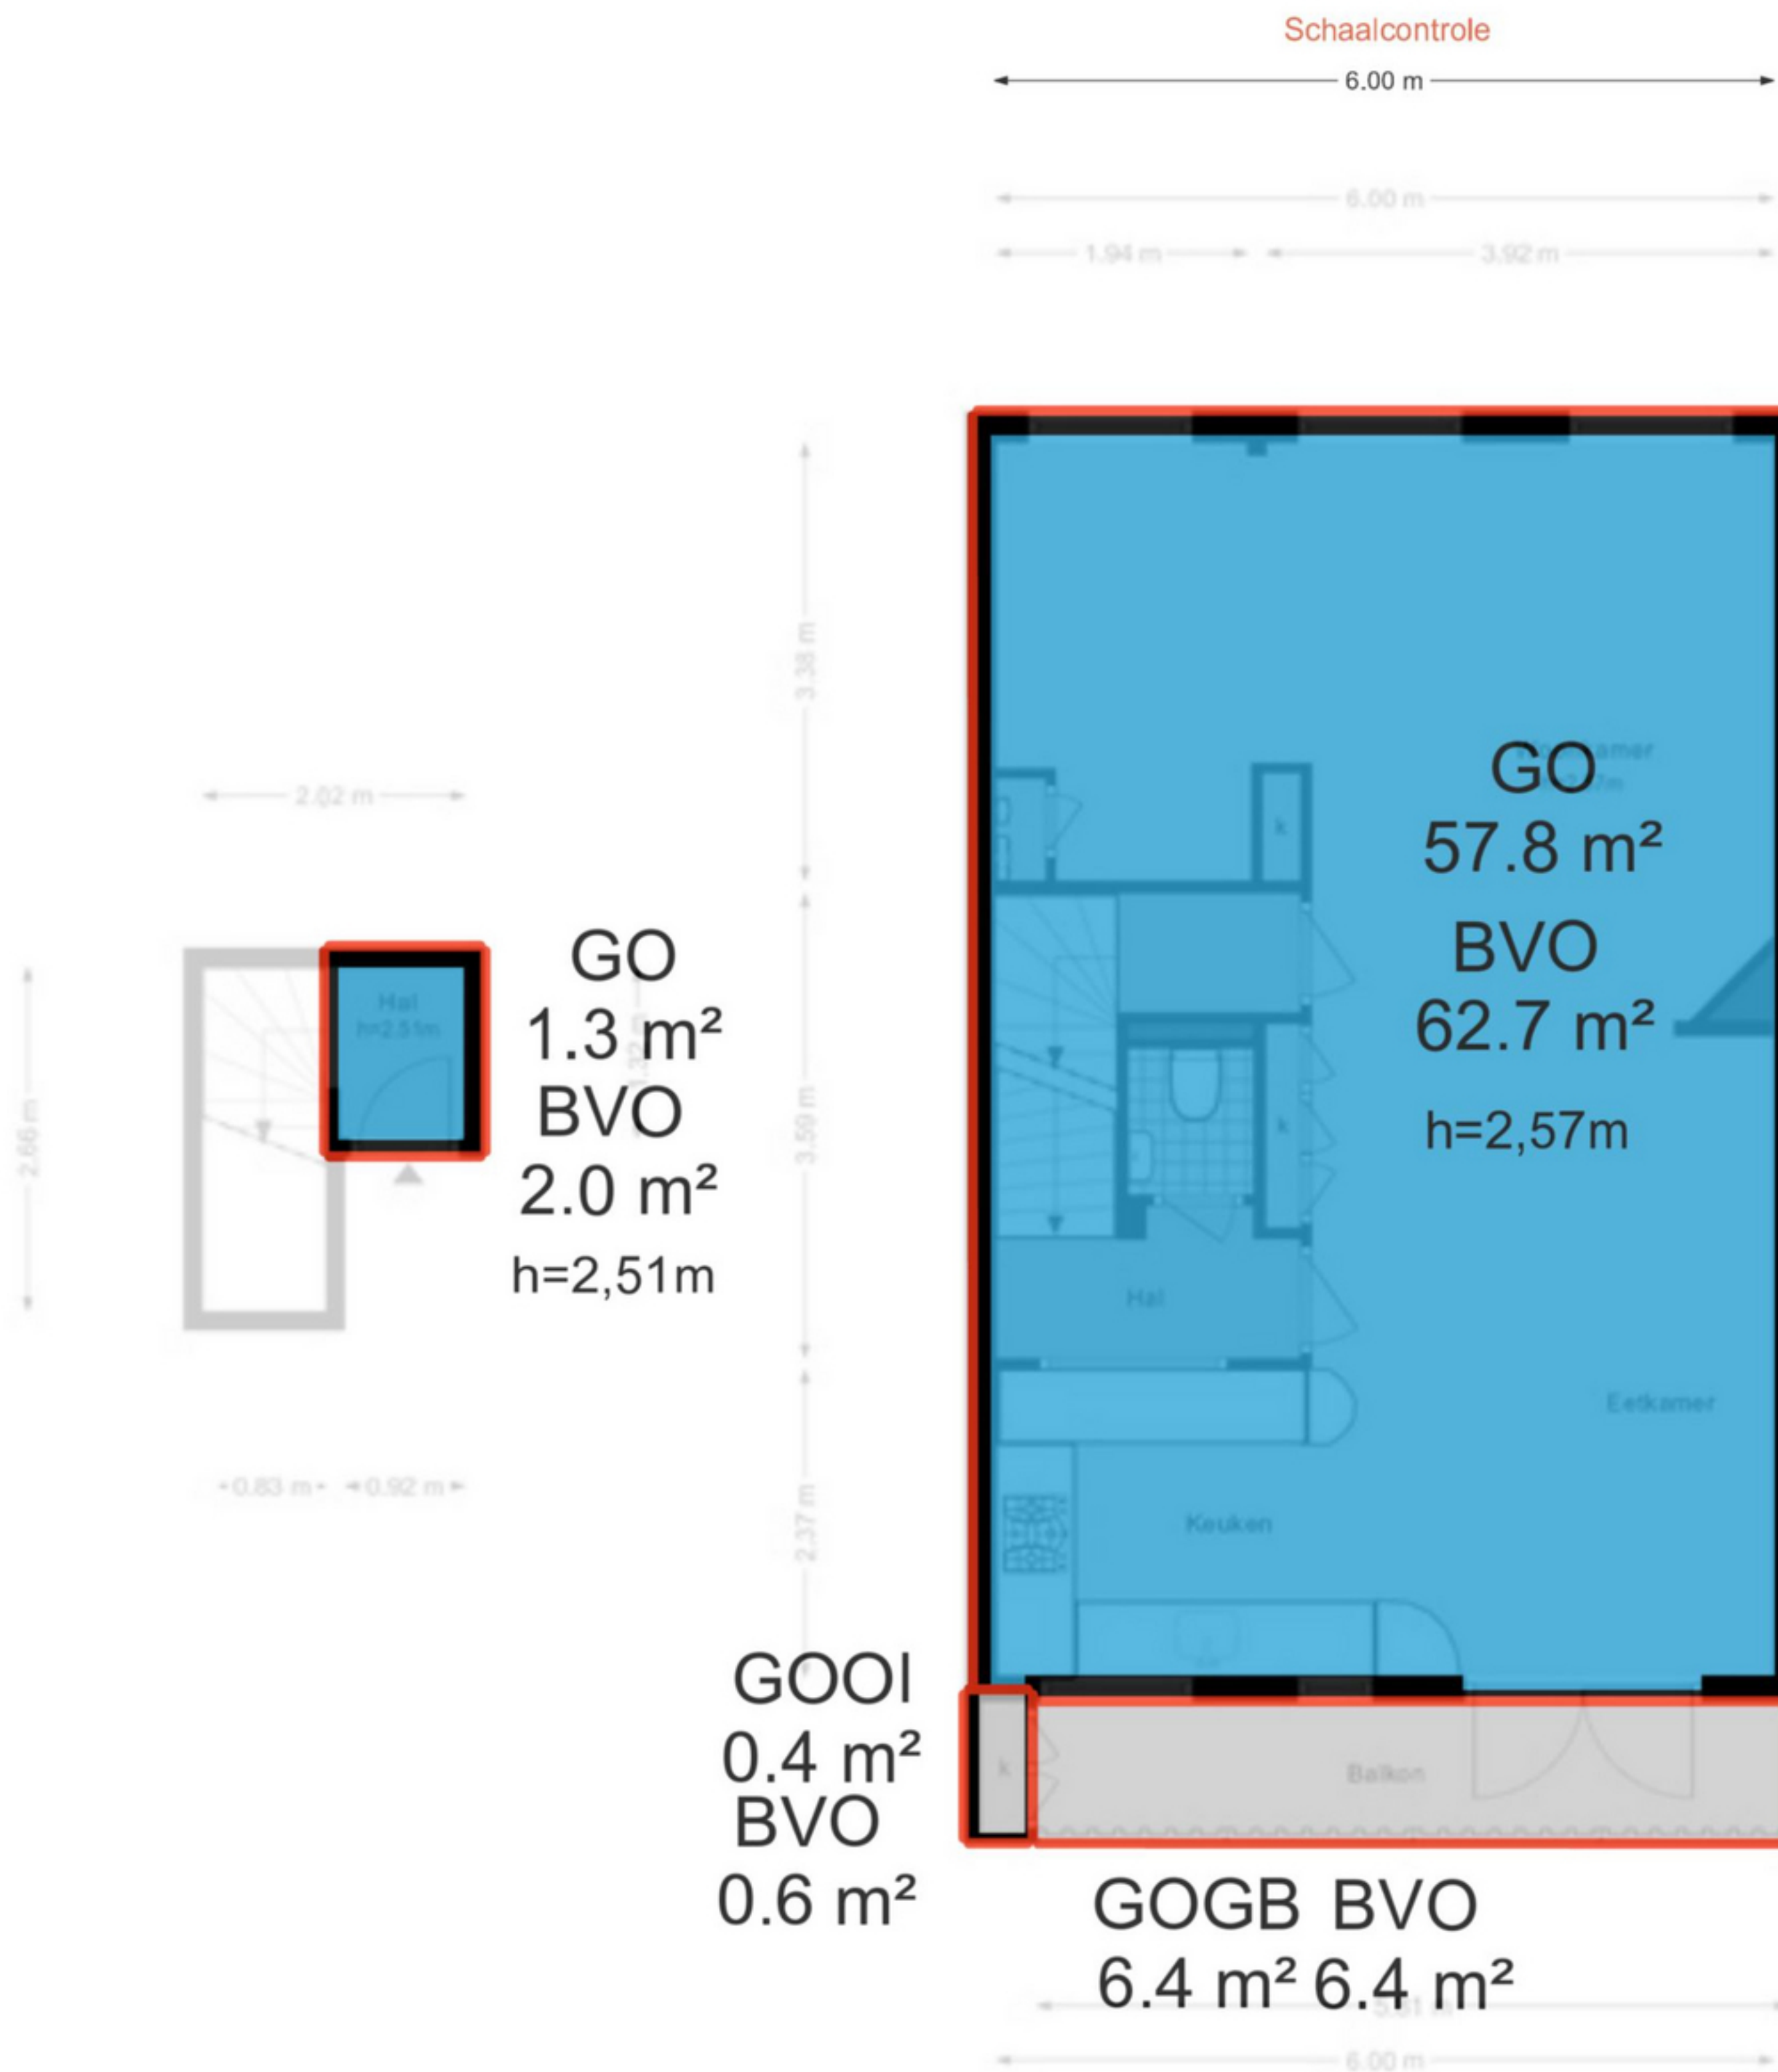 Schaalcontrole
6.00 m
6.00 m
1.94 m
3.92 m
3.38 m
GO
57.8 m²
BVO
62.7 m²
h=2,57m
k
2.02 m
Hal
h=2.51m
GO
1.3 m²
BVO
2.0 m²
h=2,51m
2.66 m
3.59 m
k
Hal
Eetkamer
0.83 m
0.92 m
2.37 m
Keuken
GOOI
0.4 m²
BVO
0.6 m²
k
Balkon
GOGB BVO
6.4 m² 6.4 m²
6.00 m